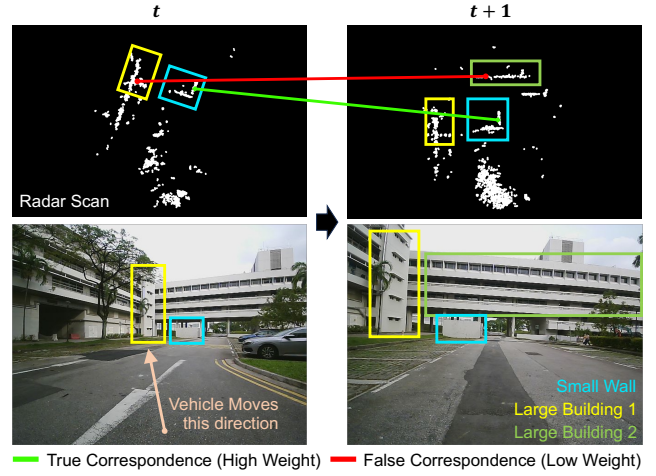 t
t + 1
Radar Scan
Vehicle Moves
this direction
Small Wall
Large Building 1
Large Building 2
True Correspondence (High Weight)
False Correspondence (Low Weight)